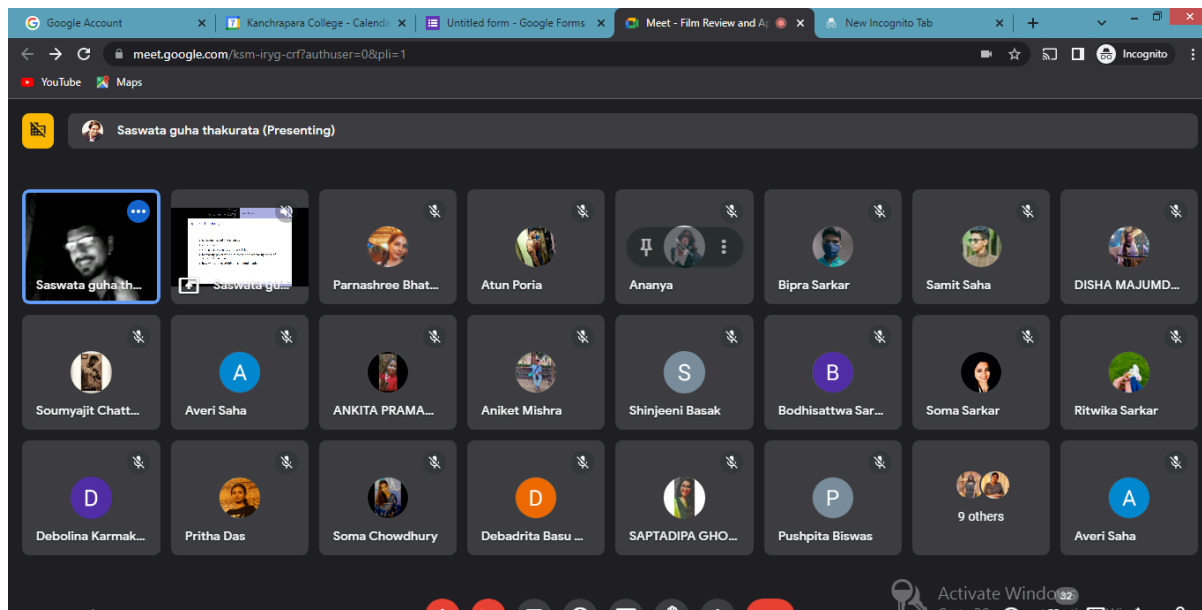 Google Account
Kanchrapara College - Calenda
Untitled form - Google Forms
Meet - Film Review and Ap
New Incognito Tab
meet.google.com/ksm-iryg-crf?authuser=0&pli=1
Incognito
YouTube
Maps
Saswata guha thakurata (Presenting)
Saswata guha th...
Saswata gu...
Parnashree Bhat...
Atun Poria
Ananya
Bipra Sarkar
Samit Saha
DISHA MAJUMD...
Soumyajit Chatt...
A
Averi Saha
ANKITA PRAMA...
Aniket Mishra
S
Shinjeeni Basak
B
Bodhisattwa Sar...
Soma Sarkar
Ritwika Sarkar
D
Debolina Karmak...
Pritha Das
Soma Chowdhury
D
Debadrita Basu ...
SAPTADIPA GHO...
P
Pushpita Biswas
9 others
A
Averi Saha
Activate Windo
32